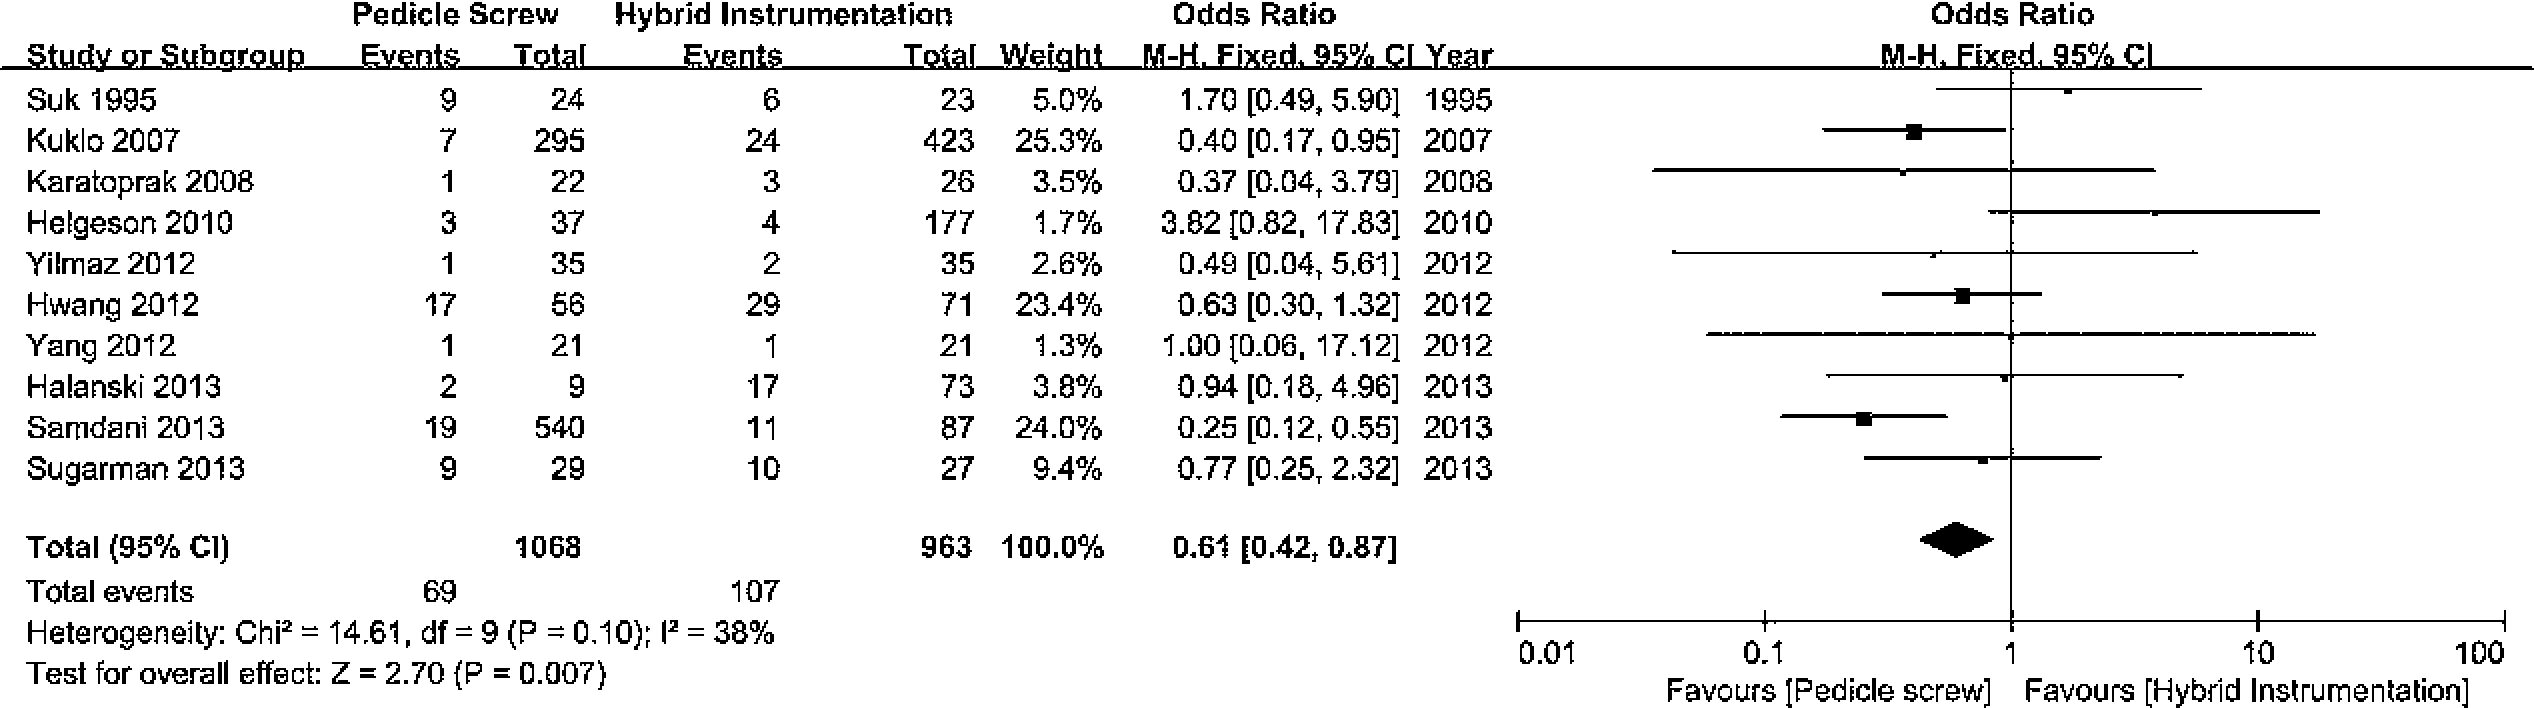 Pedicle Screw Hybrid Instrumentation Odds Ratio Odds Ratio
Study or Subgroup Events Total Events Total Weight M-H, Fixed, 95% CI Year M-H, Fixed, 95% CI
Suk 1995 9 24 6 23 5.0% 1.70 [0.49, 5.90] 1995
Kuklo 2007 7 295 24 423 25.3% 0.40 [0.17, 0.95] 2007
Karatoprak 2008 1 22 3 26 3.5% 0.37 [0.04, 3.79] 2008
Helgeson 2010 3 37 4 177 1.7% 3.82 [0.82, 17.83] 2010
Yilmaz 2012 1 35 2 35 2.6% 0.49 [0.04, 5.61] 2012
Hwang 2012 17 56 29 71 23.4% 0.63 [0.30, 1.32] 2012
Yang 2012 1 21 1 21 1.3% 1.00 [0.06, 17.12] 2012
Halanski 2013 2 9 17 73 3.8% 0.94 [0.18, 4.96] 2013
Samdani 2013 19 540 11 87 24.0% 0.25 [0.12, 0.55] 2013
Sugarman 2013 9 29 10 27 9.4% 0.77 [0.25, 2.32] 2013
Total (95% CI) 1068 963 100.0% 0.61 [0.42, 0.87]
Total events 69 107
Heterogeneity: Chi² = 14.61, df = 9 (P = 0.10); I² = 38%
Test for overall effect: Z = 2.70 (P = 0.007)
0.01 0.1 1 10 100
Favours [Pedicle screw] Favours [Hybrid Instrumentation]